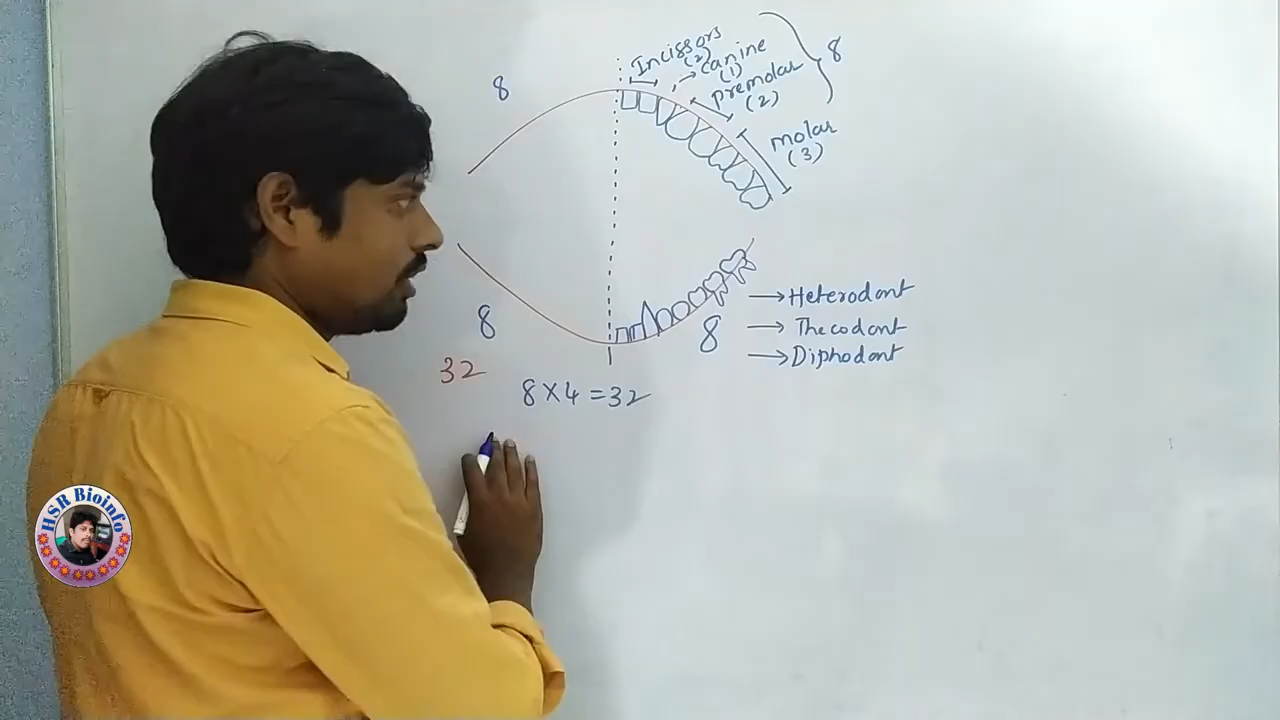 8
Incissors
(2)
→ canine
(1)
premolar
(2)
8
molar
(3)
8
8
→ Heterodont
→ Thecodont
→ Diphodont
32
8 X 4 = 32
HSR Bioinfo